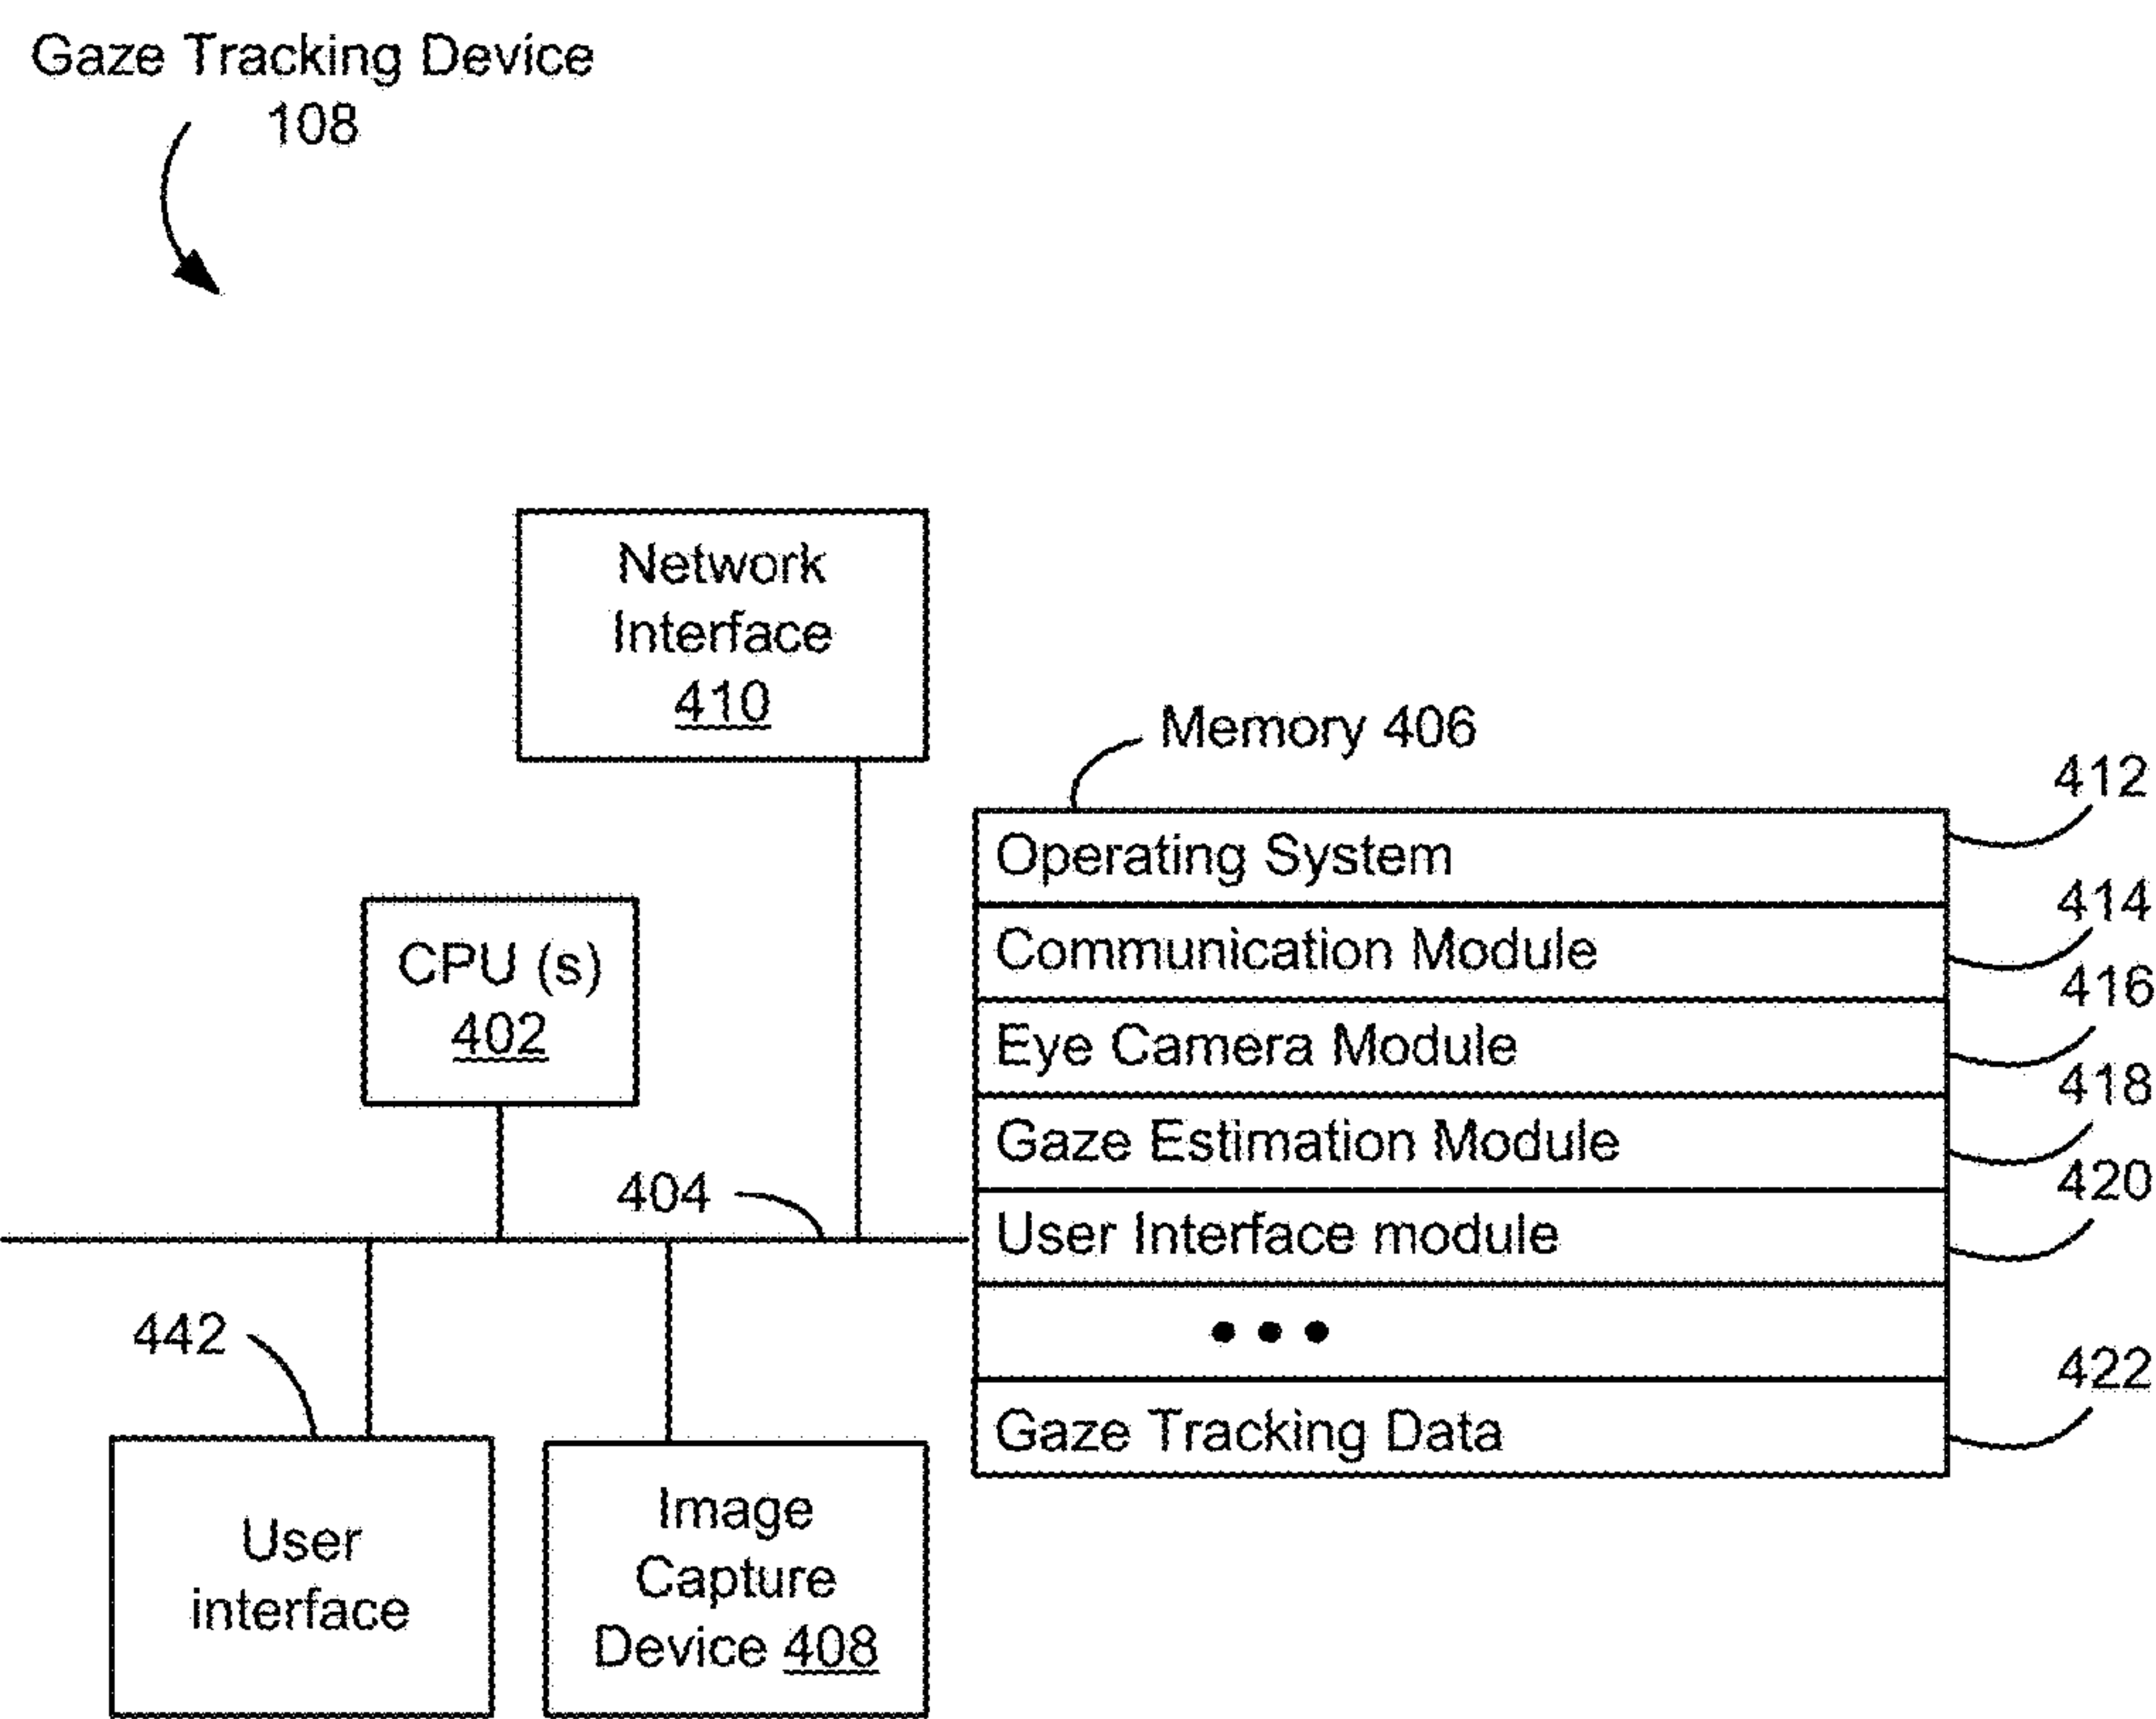 Gaze Tracking Device
108
Network
Interface
410
Memory 406
412
Operating System
414
Communication Module
CPU (s)
402
416
Eye Camera Module
418
Gaze Estimation Module
404
420
User Interface module
442
• • •
422
Gaze Tracking Data
User
interface
Image
Capture
Device 408